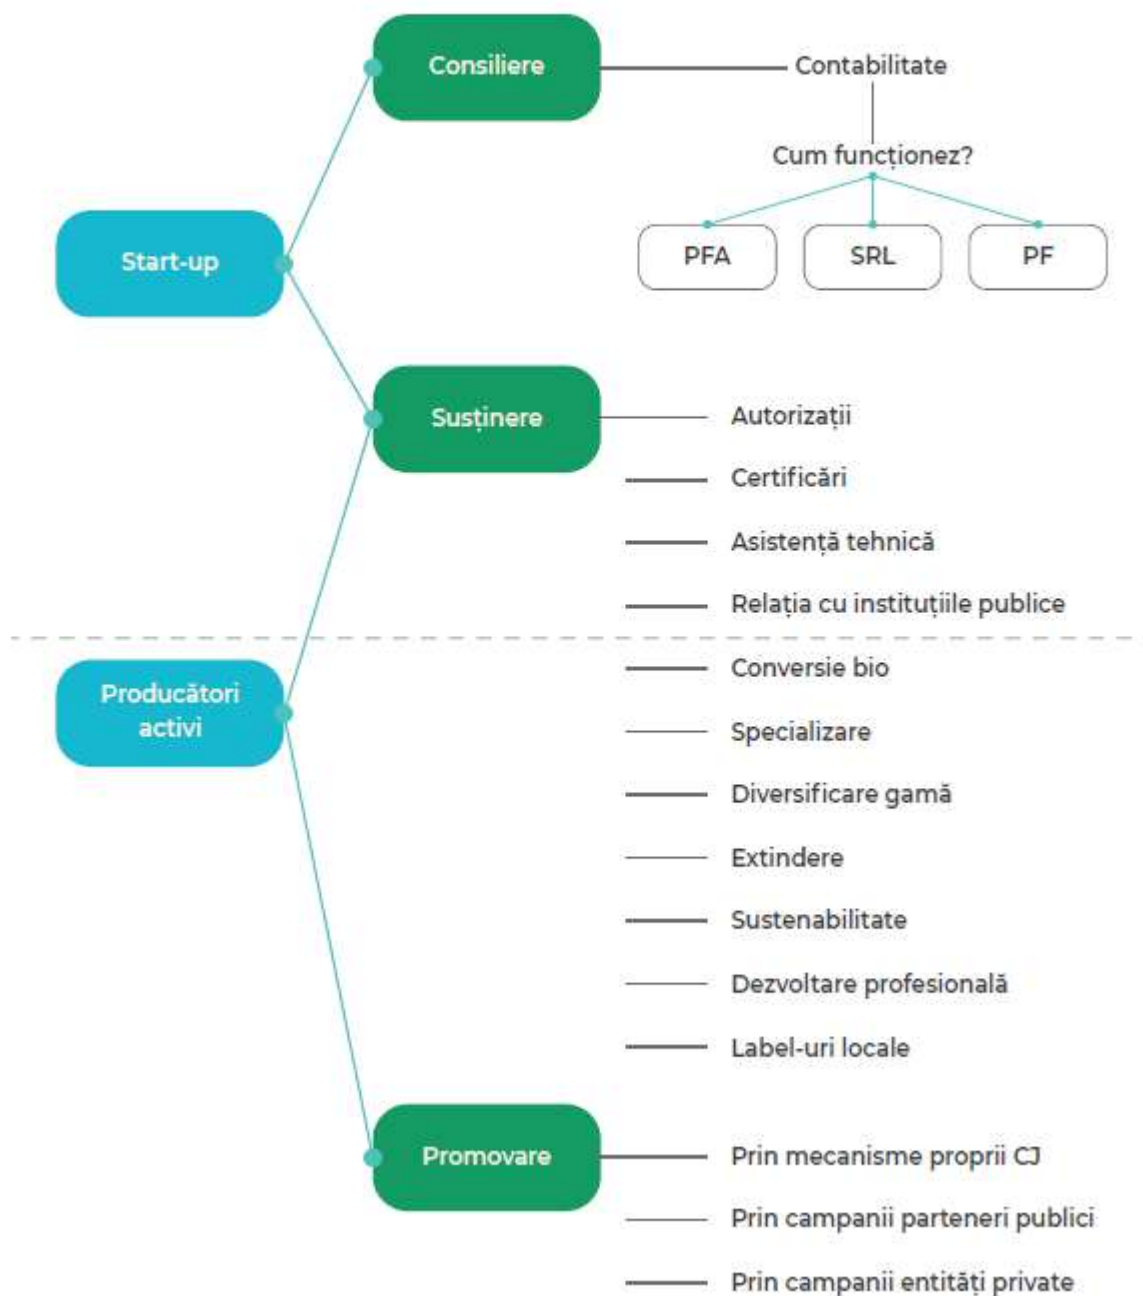 Consiliere
Contabilitate
Cum funcționez?
Start-up
PFA
SRL
PF
Susținere
Autorizații
Certificări
Asistență tehnică
Relația cu instituțiile publice
Producători
activi
Conversie bio
Specializare
Diversificare gamă
Extindere
Sustenabilitate
Dezvoltare profesională
Label-uri locale
Promovare
Prin mecanisme proprii CJ
Prin campanii parteneri publici
Prin campanii entități private